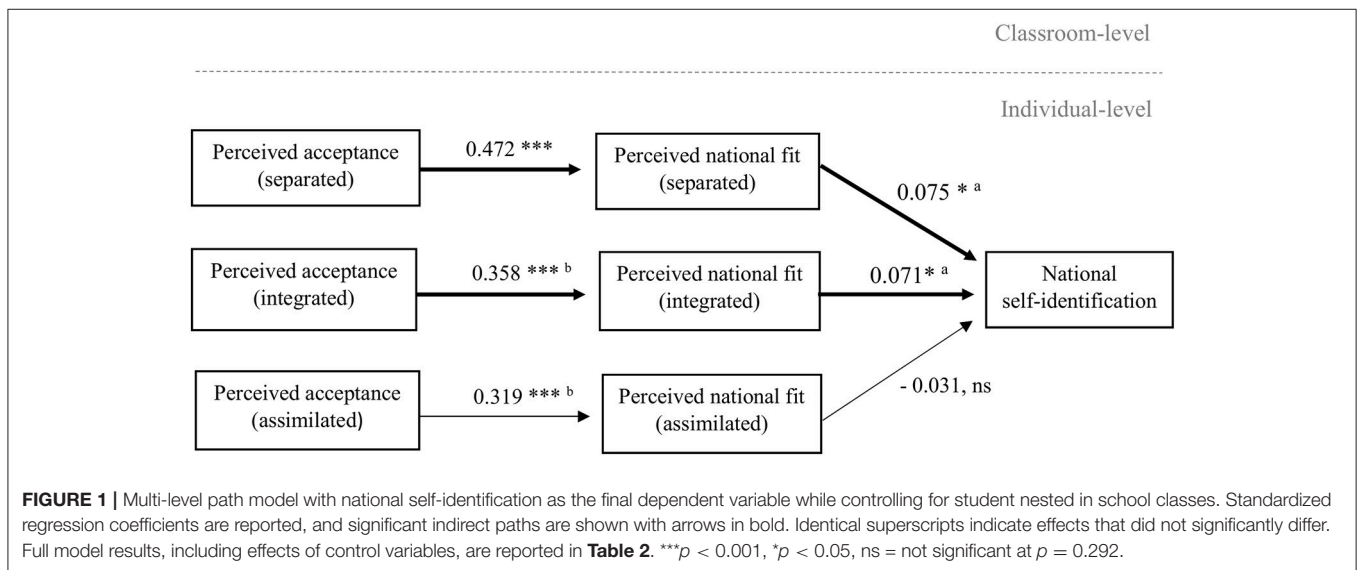 Classroom-level
Individual-level
Perceived acceptance
(separated)
0.472 ***
Perceived national fit
(separated)
0.075 * a
Perceived acceptance
(integrated)
0.358 *** b
Perceived national fit
(integrated)
0.071* a
National
self-identification
Perceived acceptance
(assimilated)
0.319 *** b
Perceived national fit
(assimilated)
- 0.031, ns
FIGURE 1 | Multi-level path model with national self-identification as the final dependent variable while controlling for student nested in school classes. Standardized
regression coefficients are reported, and significant indirect paths are shown with arrows in bold. Identical superscripts indicate effects that did not significantly differ.
Full model results, including effects of control variables, are reported in Table 2. ***p < 0.001, *p < 0.05, ns = not significant at p = 0.292.